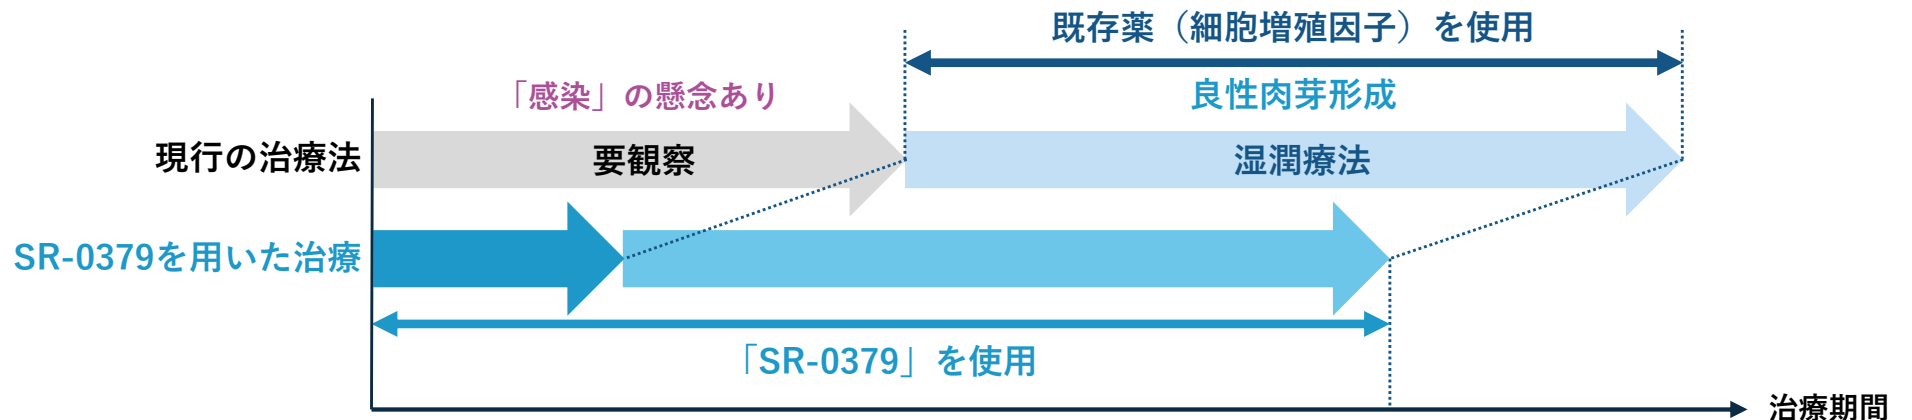 既存薬（細胞増殖因子）を使用
「感染」の懸念あり
良性肉芽形成
現行の治療法
要観察
湿潤療法
SR-0379を用いた治療
「SR-0379」を使用
治療期間